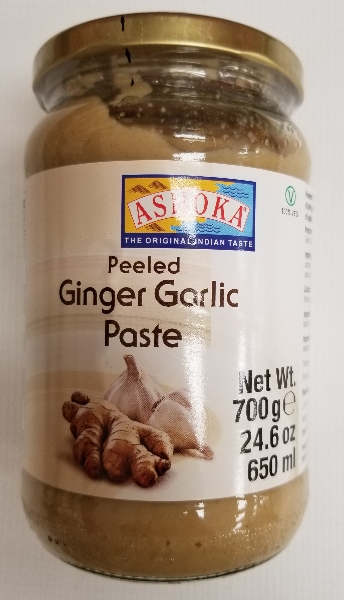 ASHOKA
THE ORIGINAL INDIAN TASTE
Peeled
Ginger Garlic
Paste
Net Wt.
700g℮
24.6 oz
650 ml